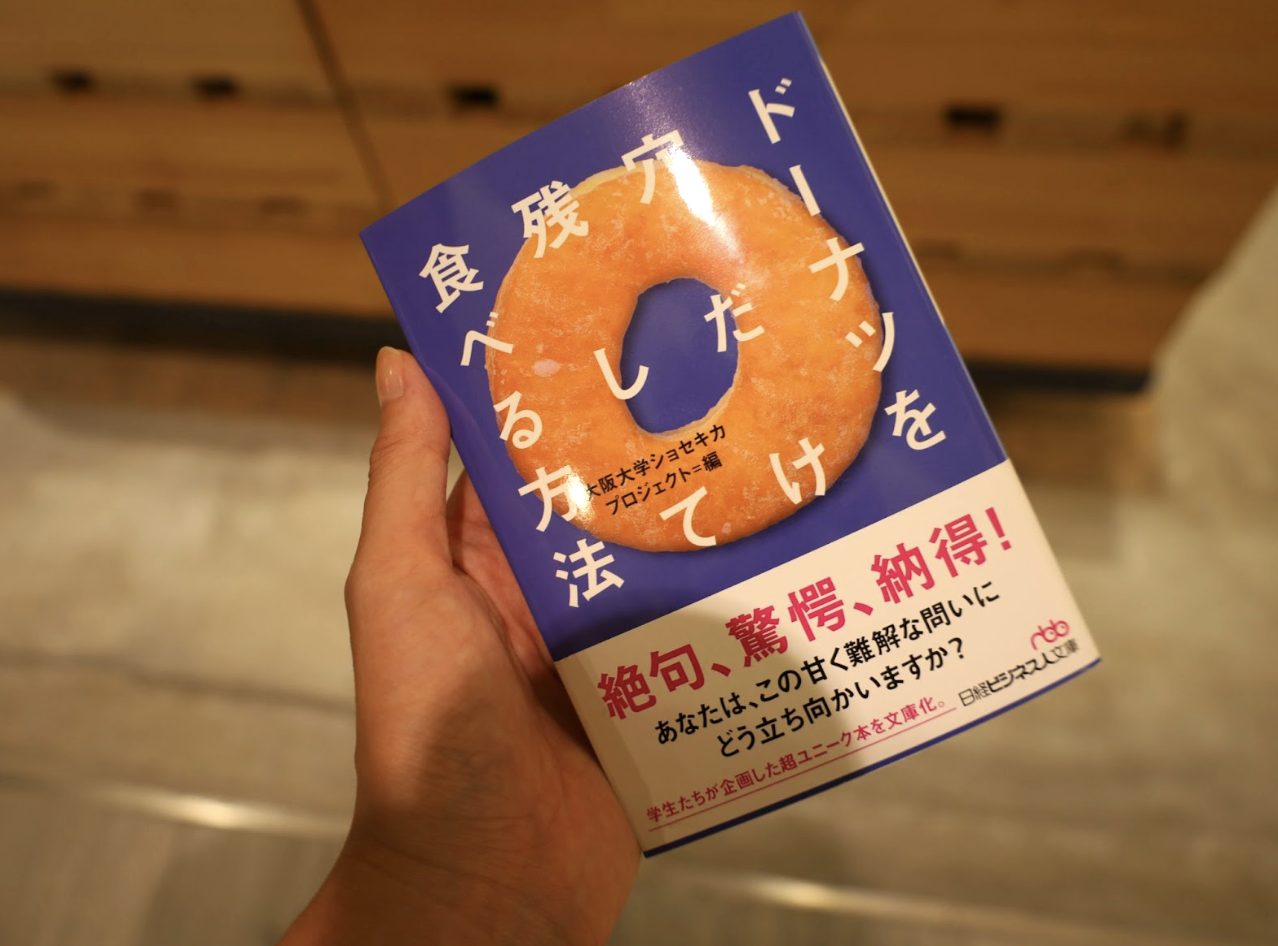 ドーナツを
穴だけ
残して
食べる方法
大阪大学ショセキカ
プロジェクト=編
絶句、驚愕、納得!
あなたは、この甘く難解な問いに
どう立ち向かいますか?
学生たちが企画した超ユニーク本を文庫化。
nbb
日経ビジネス人文庫